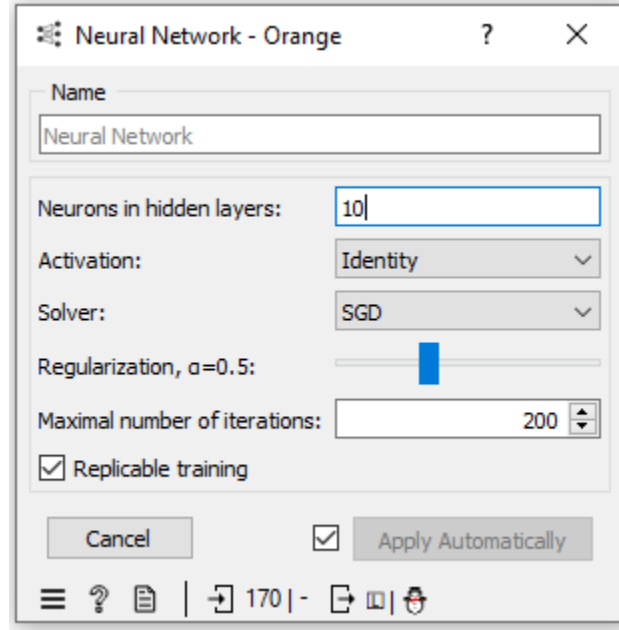 Neural Network - Orange ?
Name
Neural Network
Neurons in hidden layers: 10
Activation: Identity
Solver: SGD
Regularization, α=0.5:
Maximal number of iterations: 200
Replicable training
Cancel Apply Automatically
? 170 | - |